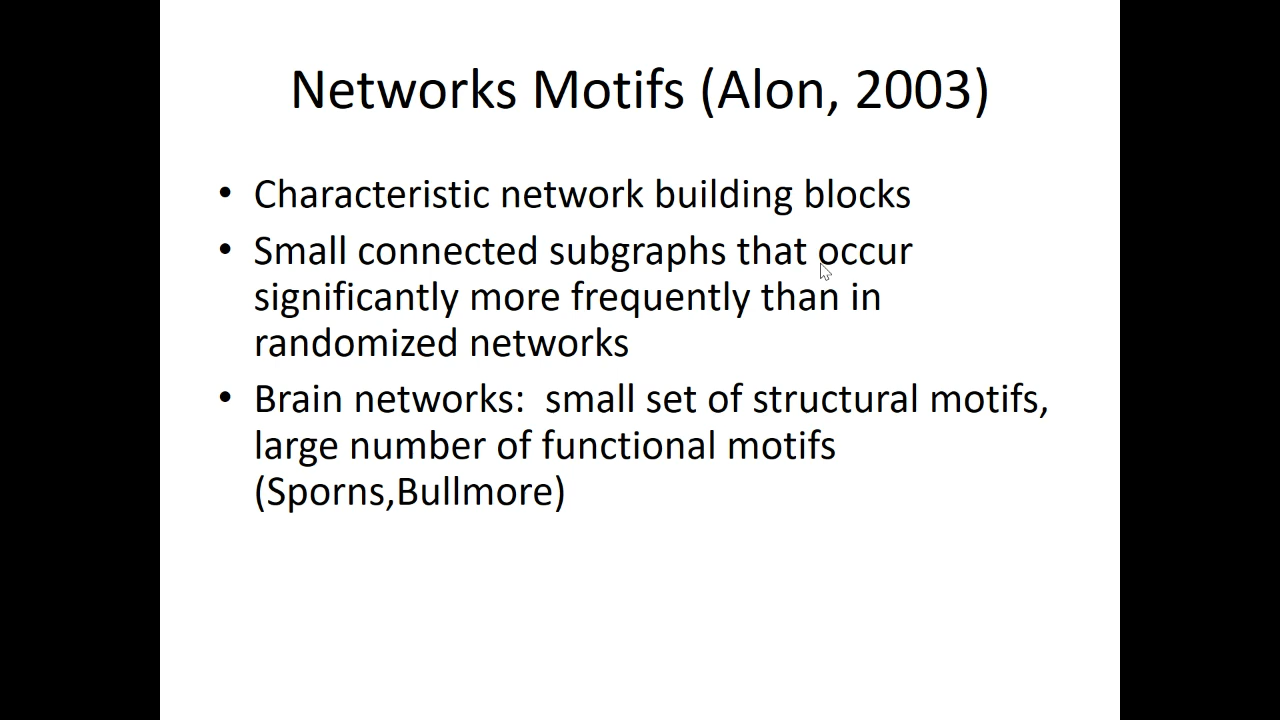 Networks Motifs (Alon, 2003)
• Characteristic network building blocks
• Small connected subgraphs that occur
significantly more frequently than in
randomized networks
• Brain networks:  small set of structural motifs,
large number of functional motifs
(Sporns,Bullmore)